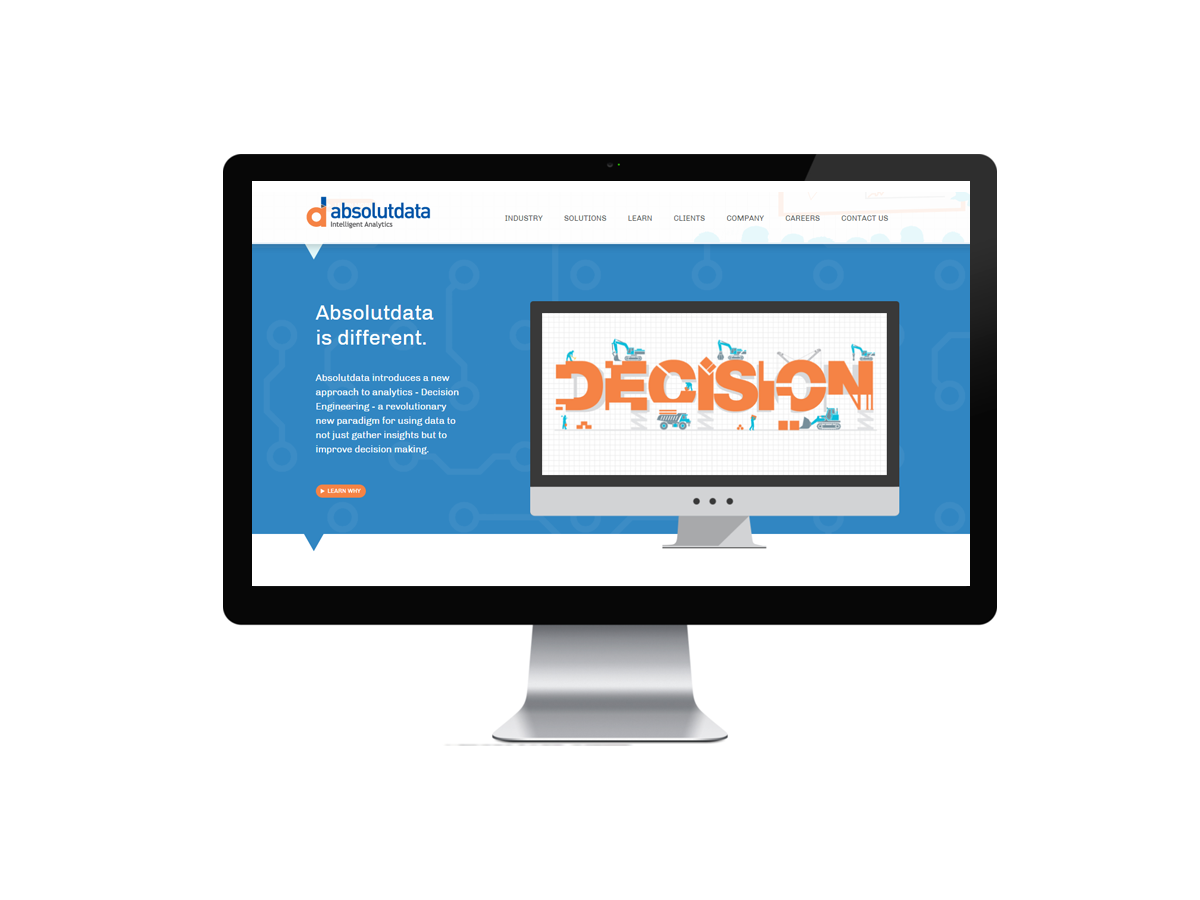 absolutdata
Intelligent Analytics
INDUSTRY SOLUTIONS LEARN CLIENTS COMPANY CAREERS CONTACT US
Absolutdata
is different.
Absolutdata introduces a new
approach to analytics - Decision
Engineering - a revolutionary
new paradigm for using data to
not just gather insights but to
improve decision making.
LEARN WHY
DECISION